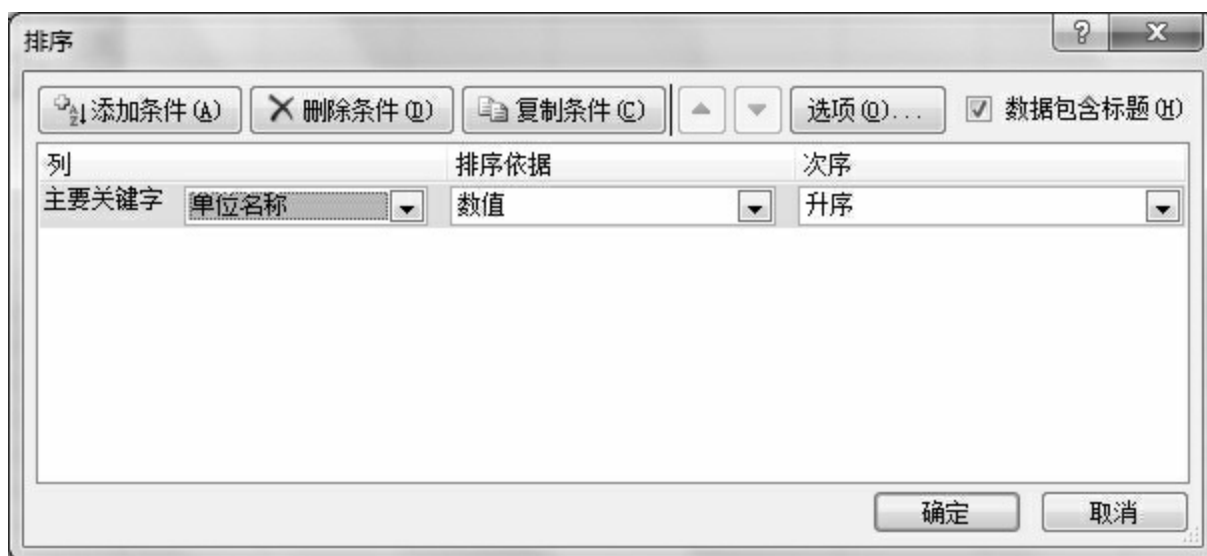 排序
添加条件(A) 删除条件(D) 复制条件(C) 选项(O)... 数据包含标题(H)
列 排序依据 次序
主要关键字 单位名称 数值 升序
确定 取消